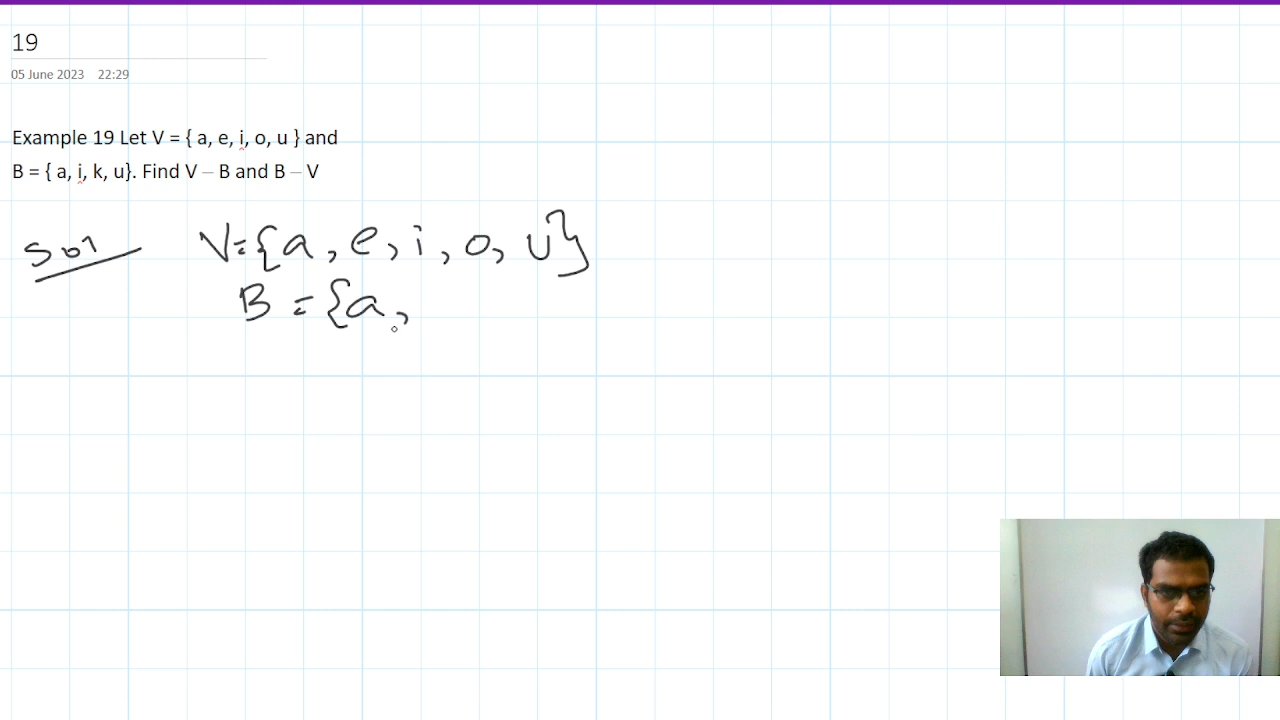 19
05 June 2023 22:29
Example 19 Let V = { a, e, i, o, u } and
B = { a, i, k, u}. Find V – B and B – V
Sol V={a, e, i, o, u}
B = {a,